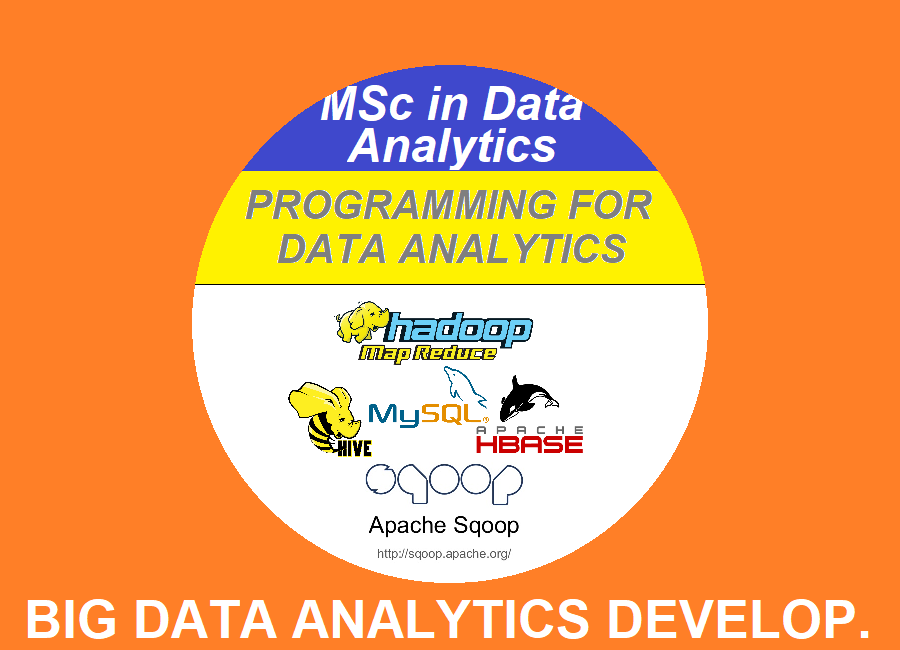 MSc in Data
Analytics
PROGRAMMING FOR
DATA ANALYTICS
hadoop
Map Reduce
HIVE
MySQL
APACHE
HBASE
sqoop
Apache Sqoop
http://sqoop.apache.org/
BIG DATA ANALYTICS DEVELOP.